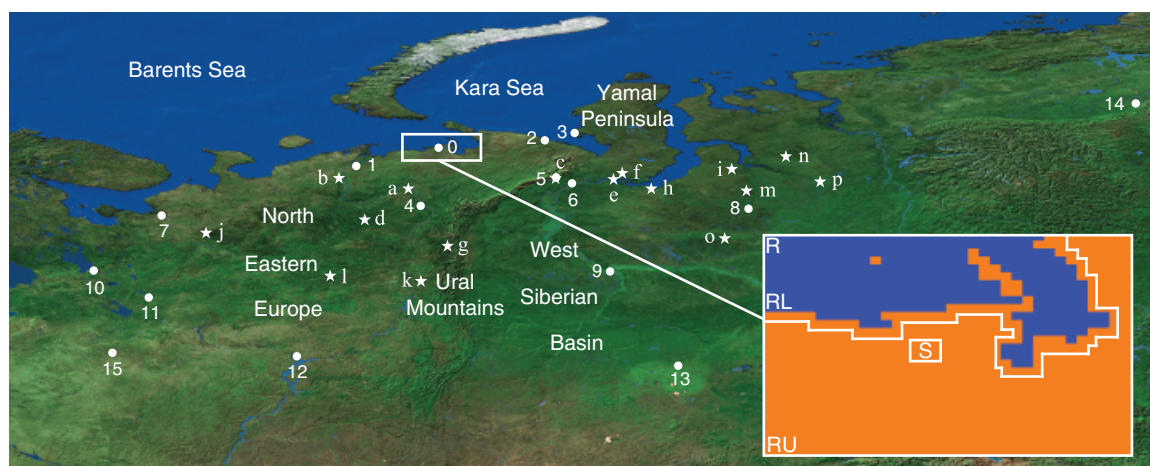 Barents Sea
Kara Sea
Yamal
Peninsula
14
3
2
0
1
n
c
f
i
b
5
e
h
p
a
6
m
4
8
North
7
d
j
o
West
g
R
Eastern
10
9
l
k
Ural
Siberian
11
Mountains
RL
Europe
Basin
S
15
12
13
RU